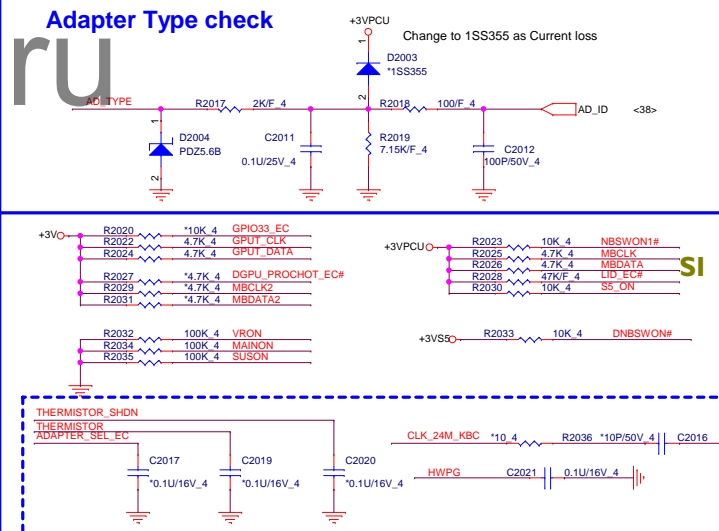 Adapter Type check
ru
+3VPCU
1
Change to 1SS355 as Current loss
D2003
*1SS355
2
AD_TYPE R2017 2K/F_4 R2018 100/F_4 AD_ID <38>
1
D2004
PDZ5.6B
2
C2011
0.1U/25V_4
R2019
7.15K/F_4
C2012
100P/50V_4
+3V
R2020 *10K_4 GPIO33_EC
R2022 4.7K_4 GPUT_CLK
R2024 4.7K_4 GPUT_DATA
R2027 *4.7K_4 DGPU_PROCHOT_EC#
R2029 *4.7K_4 MBCLK2
R2031 *4.7K_4 MBDATA2
+3VPCU
R2023 10K_4 NBSWON1#
R2025 4.7K_4 MBCLK
R2026 4.7K_4 MBDATA
R2028 47K/F_4 LID_EC#
R2030 10K_4 S5_ON
SI
R2032 100K_4 VRON
R2034 100K_4 MAINON
R2035 100K_4 SUSON
+3VS5 R2033 10K_4 DNBSWON#
THERMISTOR_SHDN
THERMISTOR
ADAPTER_SEL_EC
C2017
*0.1U/16V_4
C2019
*0.1U/16V_4
C2020
*0.1U/16V_4
CLK_24M_KBC *10_4 R2036 *10P/50V_4 C2016
HWPG C2021 0.1U/16V_4